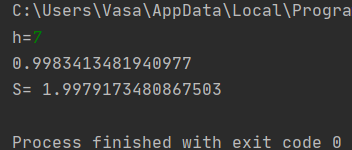 C:\Users\Vasa\AppData\Local\Progra
h=7
0.9983413481940977
S= 1.9979173480867503
Process finished with exit code 0